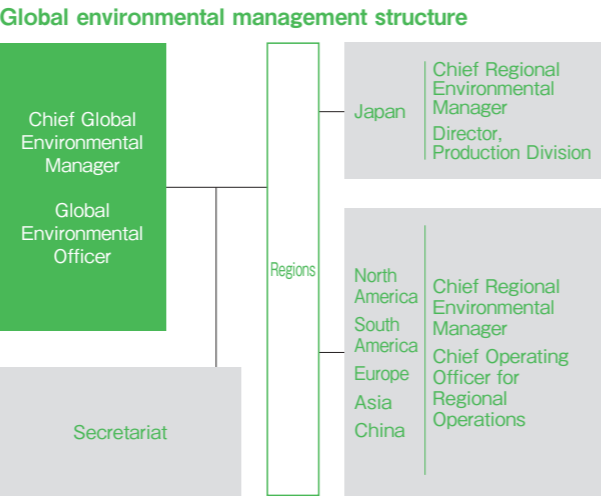 Global environmental management structure
Chief Global
Environmental
Manager
Global
Environmental
Officer
Secretariat
Regions
Japan
Chief Regional
Environmental
Manager
Director,
Production Division
North
America
South
America
Europe
Asia
China
Chief Regional
Environmental
Manager
Chief Operating
Officer for
Regional
Operations